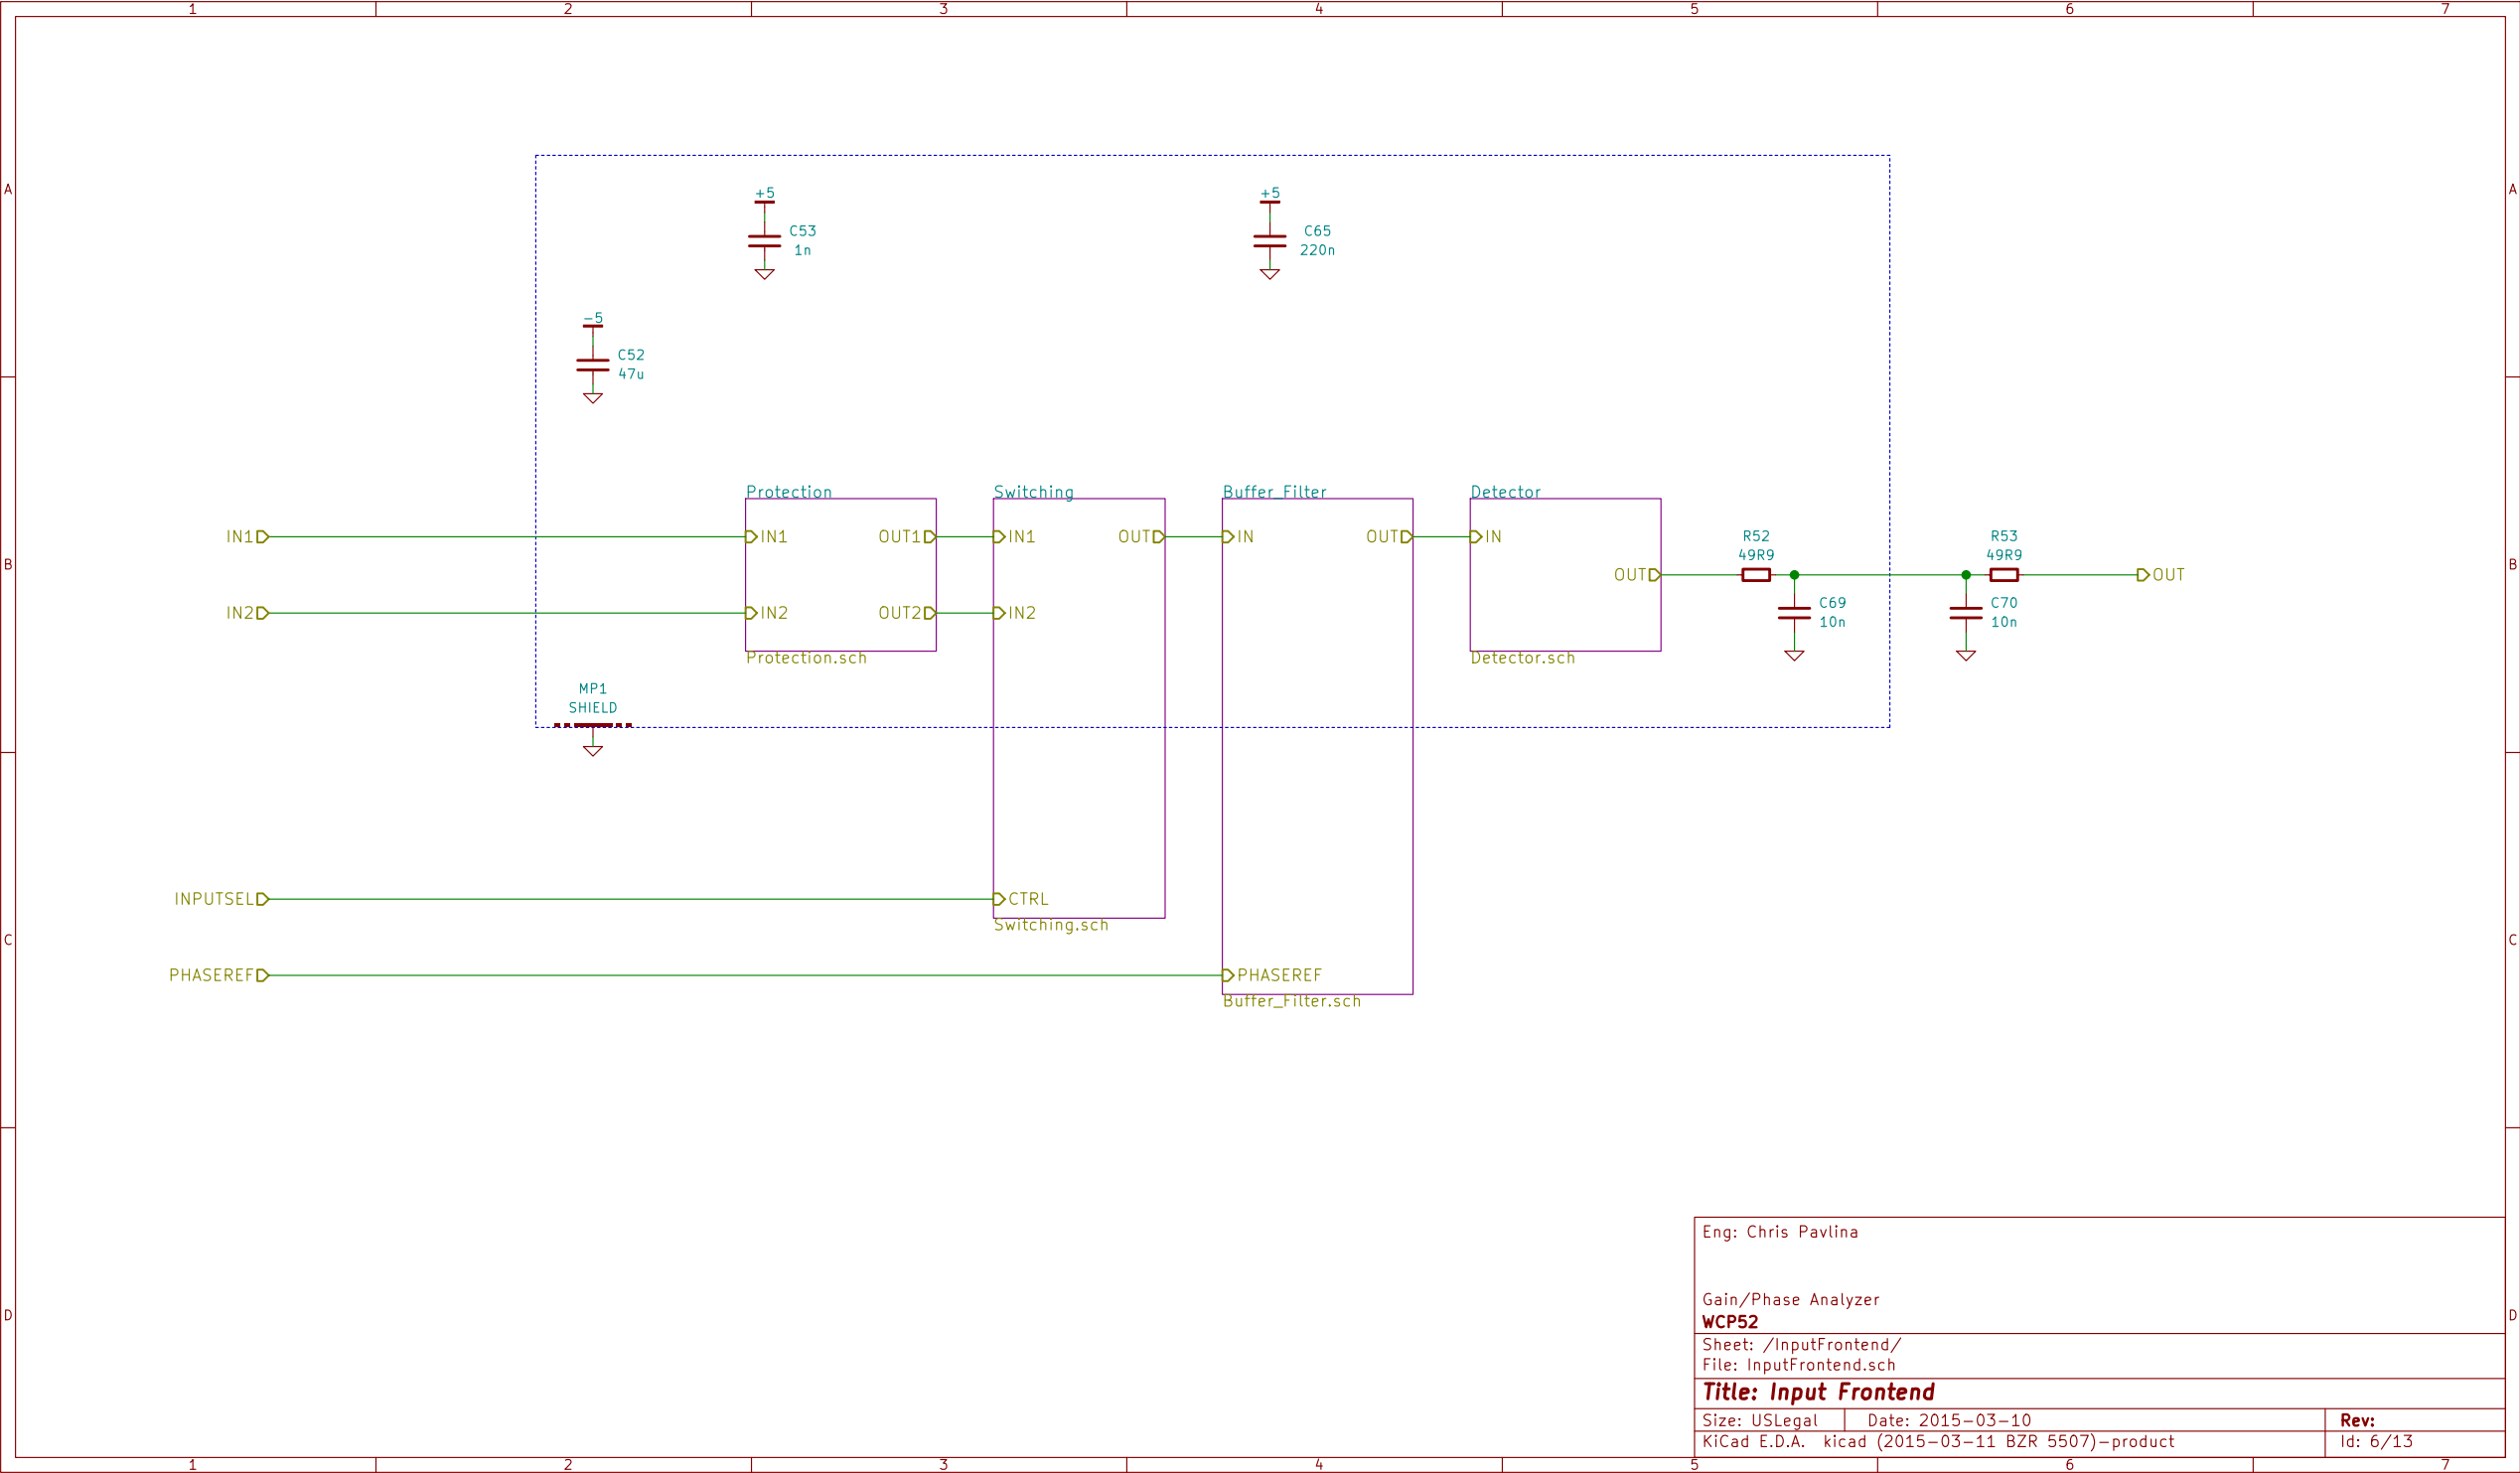 1 2 3 4 5 6 7
A A
+5 +5
C53 C65
1n 220n
-5
C52
47u
Protection Switching Buffer_Filter Detector
IN1 IN1 OUT1 IN1 OUT IN OUT IN
R52 R53
49R9 49R9
B B
OUT OUT
IN2 IN2 OUT2 IN2
C69 C70
10n 10n
Protection.sch Detector.sch
MP1
SHIELD
INPUTSEL CTRL
Switching.sch
C C
PHASEREF PHASEREF
Buffer_Filter.sch
Eng: Chris Pavlina
Gain/Phase Analyzer
D D
WCP52
Sheet: /InputFrontend/
File: InputFrontend.sch
Title: Input Frontend
Size: USLegal Date: 2015-03-10 Rev:
KiCad E.D.A. kicad (2015-03-11 BZR 5507)-product Id: 6/13
1 2 3 4 5 6 7